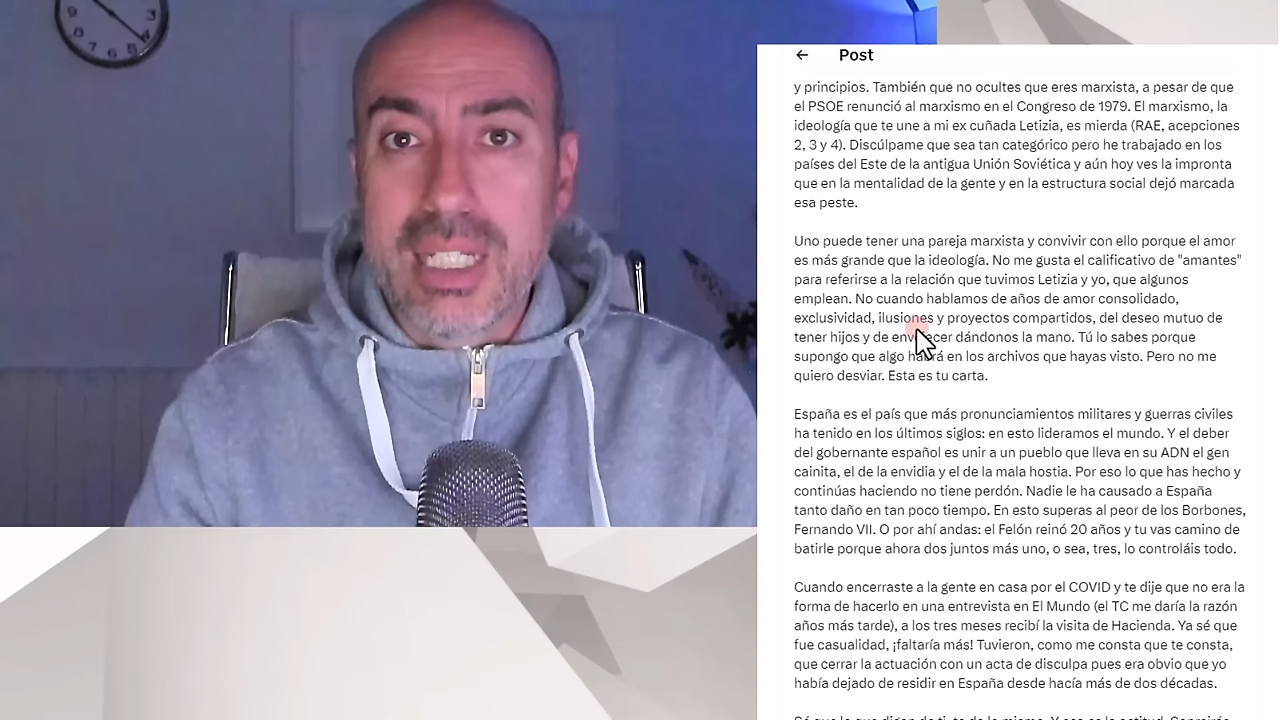 9
3
8
7
6
5
Post
y principios. También que no ocultes que eres marxista, a pesar de que
el PSOE renunció al marxismo en el Congreso de 1979. El marxismo, la
ideología que te une a mi ex cuñada Letizia, es mierda (RAE, acepciones
2, 3 y 4). Discúlpame que sea tan categórico pero he trabajado en los
países del Este de la antigua Unión Soviética y aún hoy ves la impronta
que en la mentalidad de la gente y en la estructura social dejó marcada
esa peste.
Uno puede tener una pareja marxista y convivir con ello porque el amor
es más grande que la ideología. No me gusta el calificativo de "amantes"
para referirse a la relación que tuvimos Letizia y yo, que algunos
emplean. No cuando hablamos de años de amor consolidado,
exclusividad, ilusiones y proyectos compartidos, del deseo mutuo de
tener hijos y de envejecer dándonos la mano. Tú lo sabes porque
supongo que algo habrá en los archivos que hayas visto. Pero no me
quiero desviar. Esta es tu carta.
España es el país que más pronunciamientos militares y guerras civiles
ha tenido en los últimos siglos: en esto lideramos el mundo. Y el deber
del gobernante español es unir a un pueblo que lleva en su ADN el gen
cainita, el de la envidia y el de la mala hostia. Por eso lo que has hecho y
continúas haciendo no tiene perdón. Nadie le ha causado a España
tanto daño en tan poco tiempo. En esto superas al peor de los Borbones,
Fernando VII. O por ahí andas: el Felón reinó 20 años y tu vas camino de
batirle porque ahora dos juntos más uno, o sea, tres, lo controláis todo.
Cuando encerraste a la gente en casa por el COVID y te dije que no era la
forma de hacerlo en una entrevista en El Mundo (el TC me daría la razón
años más tarde), a los tres meses recibí la visita de Hacienda. Ya sé que
fue casualidad, ¡faltaría más! Tuvieron, como me consta que te consta,
que cerrar la actuación con un acta de disculpa pues era obvio que yo
había dejado de residir en España desde hacía más de dos décadas.